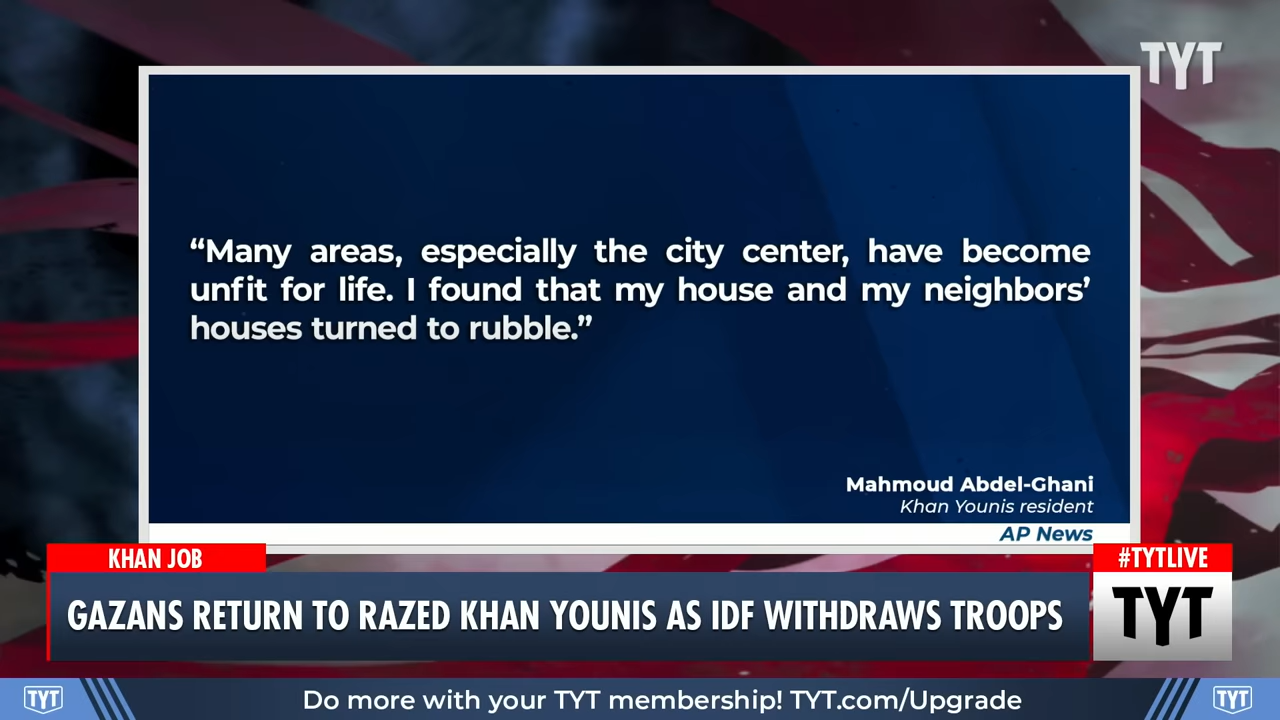 TYT
“Many areas, especially the city center, have become
unfit for life. I found that my house and my neighbors’
houses turned to rubble.”
Mahmoud Abdel-Ghani
Khan Younis resident
AP News
KHAN JOB
#TYTLIVE
GAZANS RETURN TO RAZED KHAN YOUNIS AS IDF WITHDRAWS TROOPS
TYT
TYT
Do more with your TYT membership! TYT.com/Upgrade
TYT